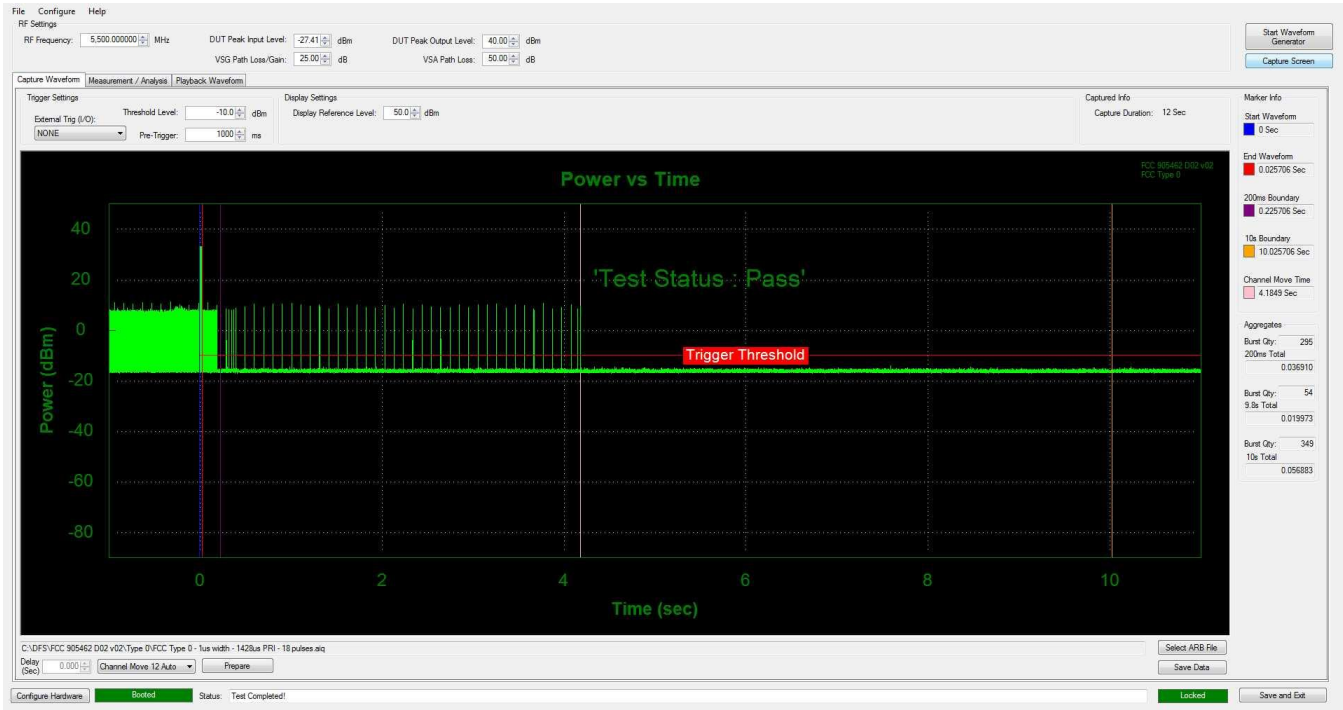 File Configure Help
RF Settings
RF Frequency: 5,500.000000 MHz DUT Peak Input Level: -27.41 dBm DUT Peak Output Level: 40.00 dBm
VSG Path Loss/Gain: 25.00 dB VSA Path Loss: 50.00 dB
Start Waveform
Generator
Capture Screen
Capture Waveform Measurement / Analysis Playback Waveform
Trigger Settings
External Trig (I/O): Threshold Level: -10.0 dBm
NONE Pre-Trigger: 1000 ms
Display Settings
Display Reference Level: 50.0 dBm
Captured Info
Capture Duration: 12 Sec
Marker Info
Start Waveform
0 Sec
End Waveform
0.025706 Sec
200ms Boundary
0.225706 Sec
10s Boundary
10.025706 Sec
Channel Move Time
4.1849 Sec
Aggregates
Burst Qty: 295
200ms Total
0.036910
Burst Qty: 54
9.8s Total
0.019973
Burst Qty: 349
10s Total
0.056883
Power vs Time
FCC 905462 D02 v02
FCC Type 0
'Test Status : Pass'
Trigger Threshold
Power (dBm)
40
20
0
-20
-40
-60
-80
0 2 4 6 8 10
Time (sec)
C:\DFS\FCC 905462 D02 v02\Type 0\FCC Type 0 - 1us width - 1428us PRI - 18 pulses.aiq
Select ARB File
Delay
(Sec) 0.000 Channel Move 12 Auto Prepare
Save Data
Configure Hardware Booted Status: Test Completed! Locked Save and Exit